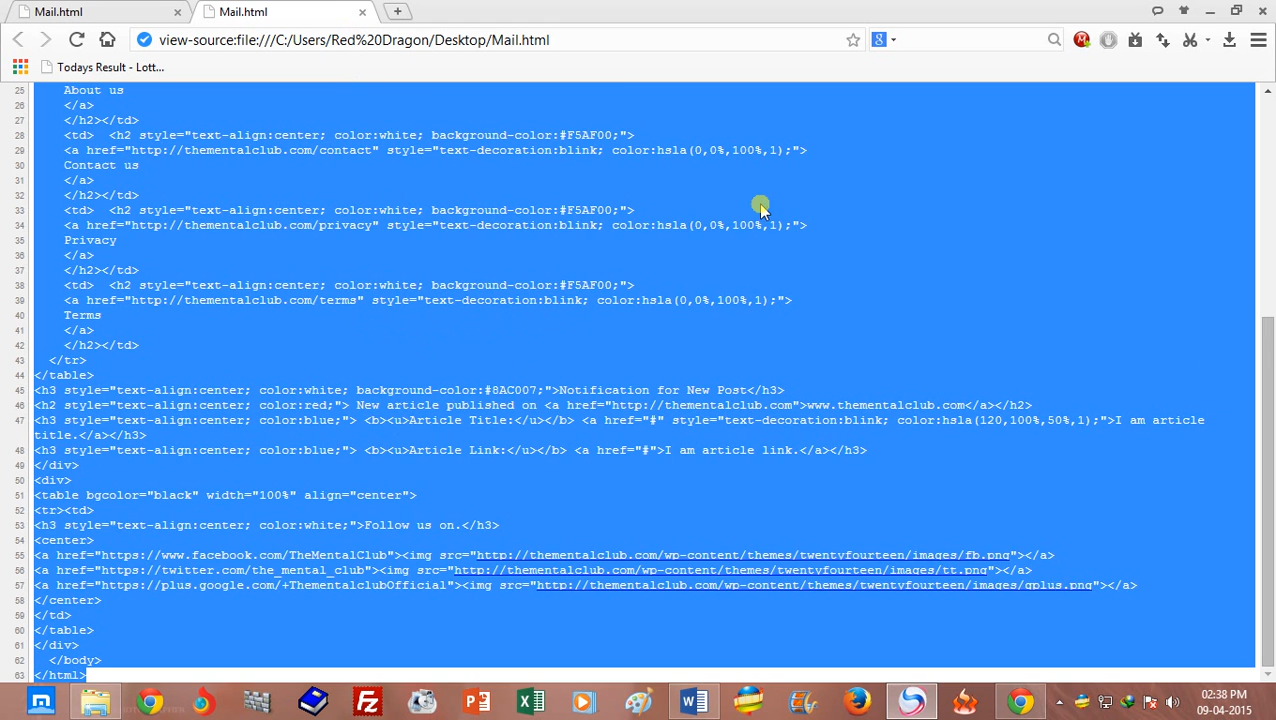 Mail.html
Mail.html
view-source:file:///C:/Users/Red%20Dragon/Desktop/Mail.html
Todays Result - Lott...
25 About us
26 </a>
27 </h2></td>
28 <td>  <h2 style="text-align:center; color:white; background-color:#F5AF00;">
29 <a href="http://thementalclub.com/contact" style="text-decoration:blink; color:hsla(0,0%,100%,1);">
30 Contact us
31 </a>
32 </h2></td>
33 <td>  <h2 style="text-align:center; color:white; background-color:#F5AF00;">
34 <a href="http://thementalclub.com/privacy" style="text-decoration:blink; color:hsla(0,0%,100%,1);">
35 Privacy
36 </a>
37 </h2></td>
38 <td>  <h2 style="text-align:center; color:white; background-color:#F5AF00;">
39 <a href="http://thementalclub.com/terms" style="text-decoration:blink; color:hsla(0,0%,100%,1);">
40 Terms
41 </a>
42 </h2></td>
43 </tr>
44 </table>
45 <h3 style="text-align:center; color:white; background-color:#8AC007;">Notification for New Post</h3>
46 <h2 style="text-align:center; color:red;"> New article published on <a href="http://thementalclub.com">www.thementalclub.com</a></h2>
47 <h3 style="text-align:center; color:blue;"> <b><u>Article Title:</u></b> <a href="#" style="text-decoration:blink; color:hsla(120,100%,50%,1);">I am article
title.</a></h3>
48 <h3 style="text-align:center; color:blue;"> <b><u>Article Link:</u></b> <a href="#">I am article link.</a></h3>
49 </div>
50 <div>
51 <table bgcolor="black" width="100%" align="center">
52 <tr><td>
53 <h3 style="text-align:center; color:white;">Follow us on.</h3>
54 <center>
55 <a href="https://www.facebook.com/TheMentalClub"><img src="http://thementalclub.com/wp-content/themes/twentyfourteen/images/fb.png"></a>
56 <a href="https://twitter.com/the_mental_club"><img src="http://thementalclub.com/wp-content/themes/twentyfourteen/images/tt.png"></a>
57 <a href="https://plus.google.com/+ThementalclubOfficial"><img src="http://thementalclub.com/wp-content/themes/twentyfourteen/images/gplus.png"></a>
58 </center>
59 </td>
60 </table>
61 </div>
62 </body>
63 </html>
02:38 PM
09-04-2015